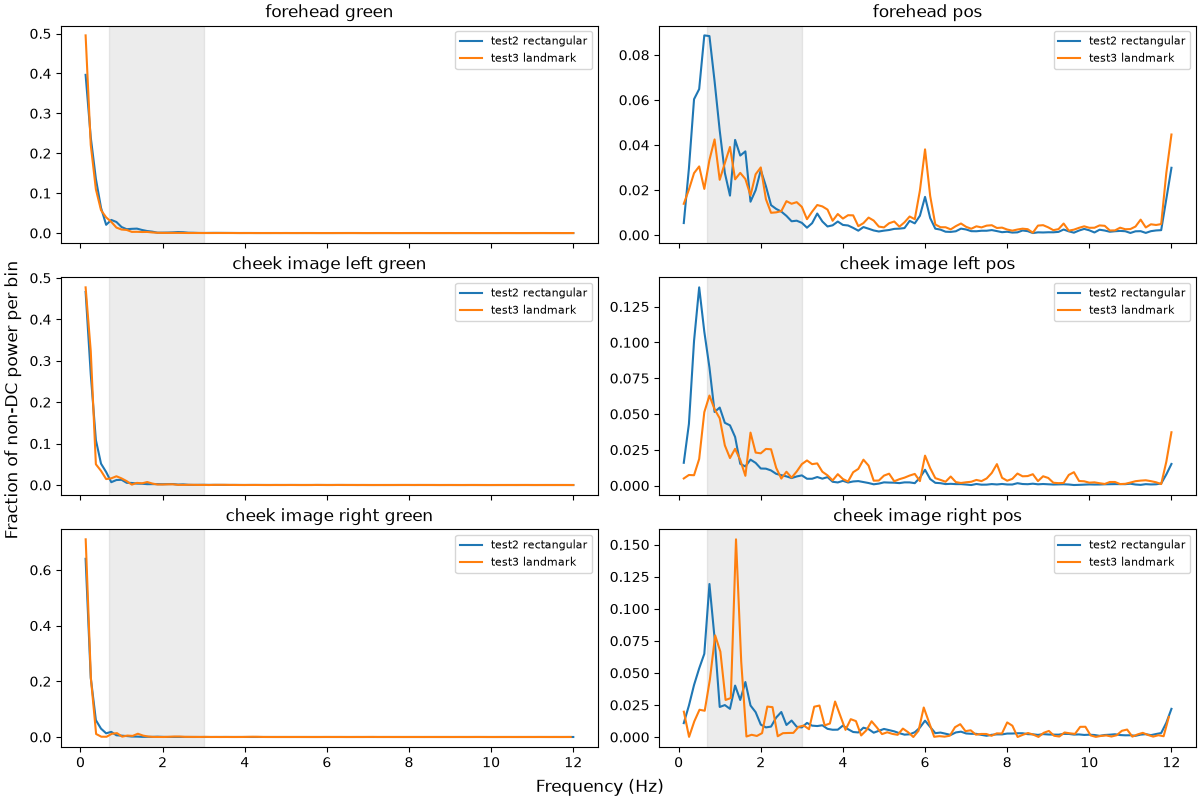 forehead green
0.5
0.4
0.3
0.2
0.1
0.0
0
2
4
6
8
10
12
test2 rectangular
test3 landmark
forehead pos
0.08
0.06
0.04
0.02
0.00
test2 rectangular
test3 landmark
cheek image left green
0.5
0.4
0.3
0.2
0.1
0.0
test2 rectangular
test3 landmark
cheek image left pos
0.125
0.100
0.075
0.050
0.025
0.000
test2 rectangular
test3 landmark
cheek image right green
0.6
0.4
0.2
0.0
test2 rectangular
test3 landmark
cheek image right pos
0.150
0.125
0.100
0.075
0.050
0.025
0.000
0
2
4
6
8
10
12
test2 rectangular
test3 landmark
Fraction of non-DC power per bin
Frequency (Hz)